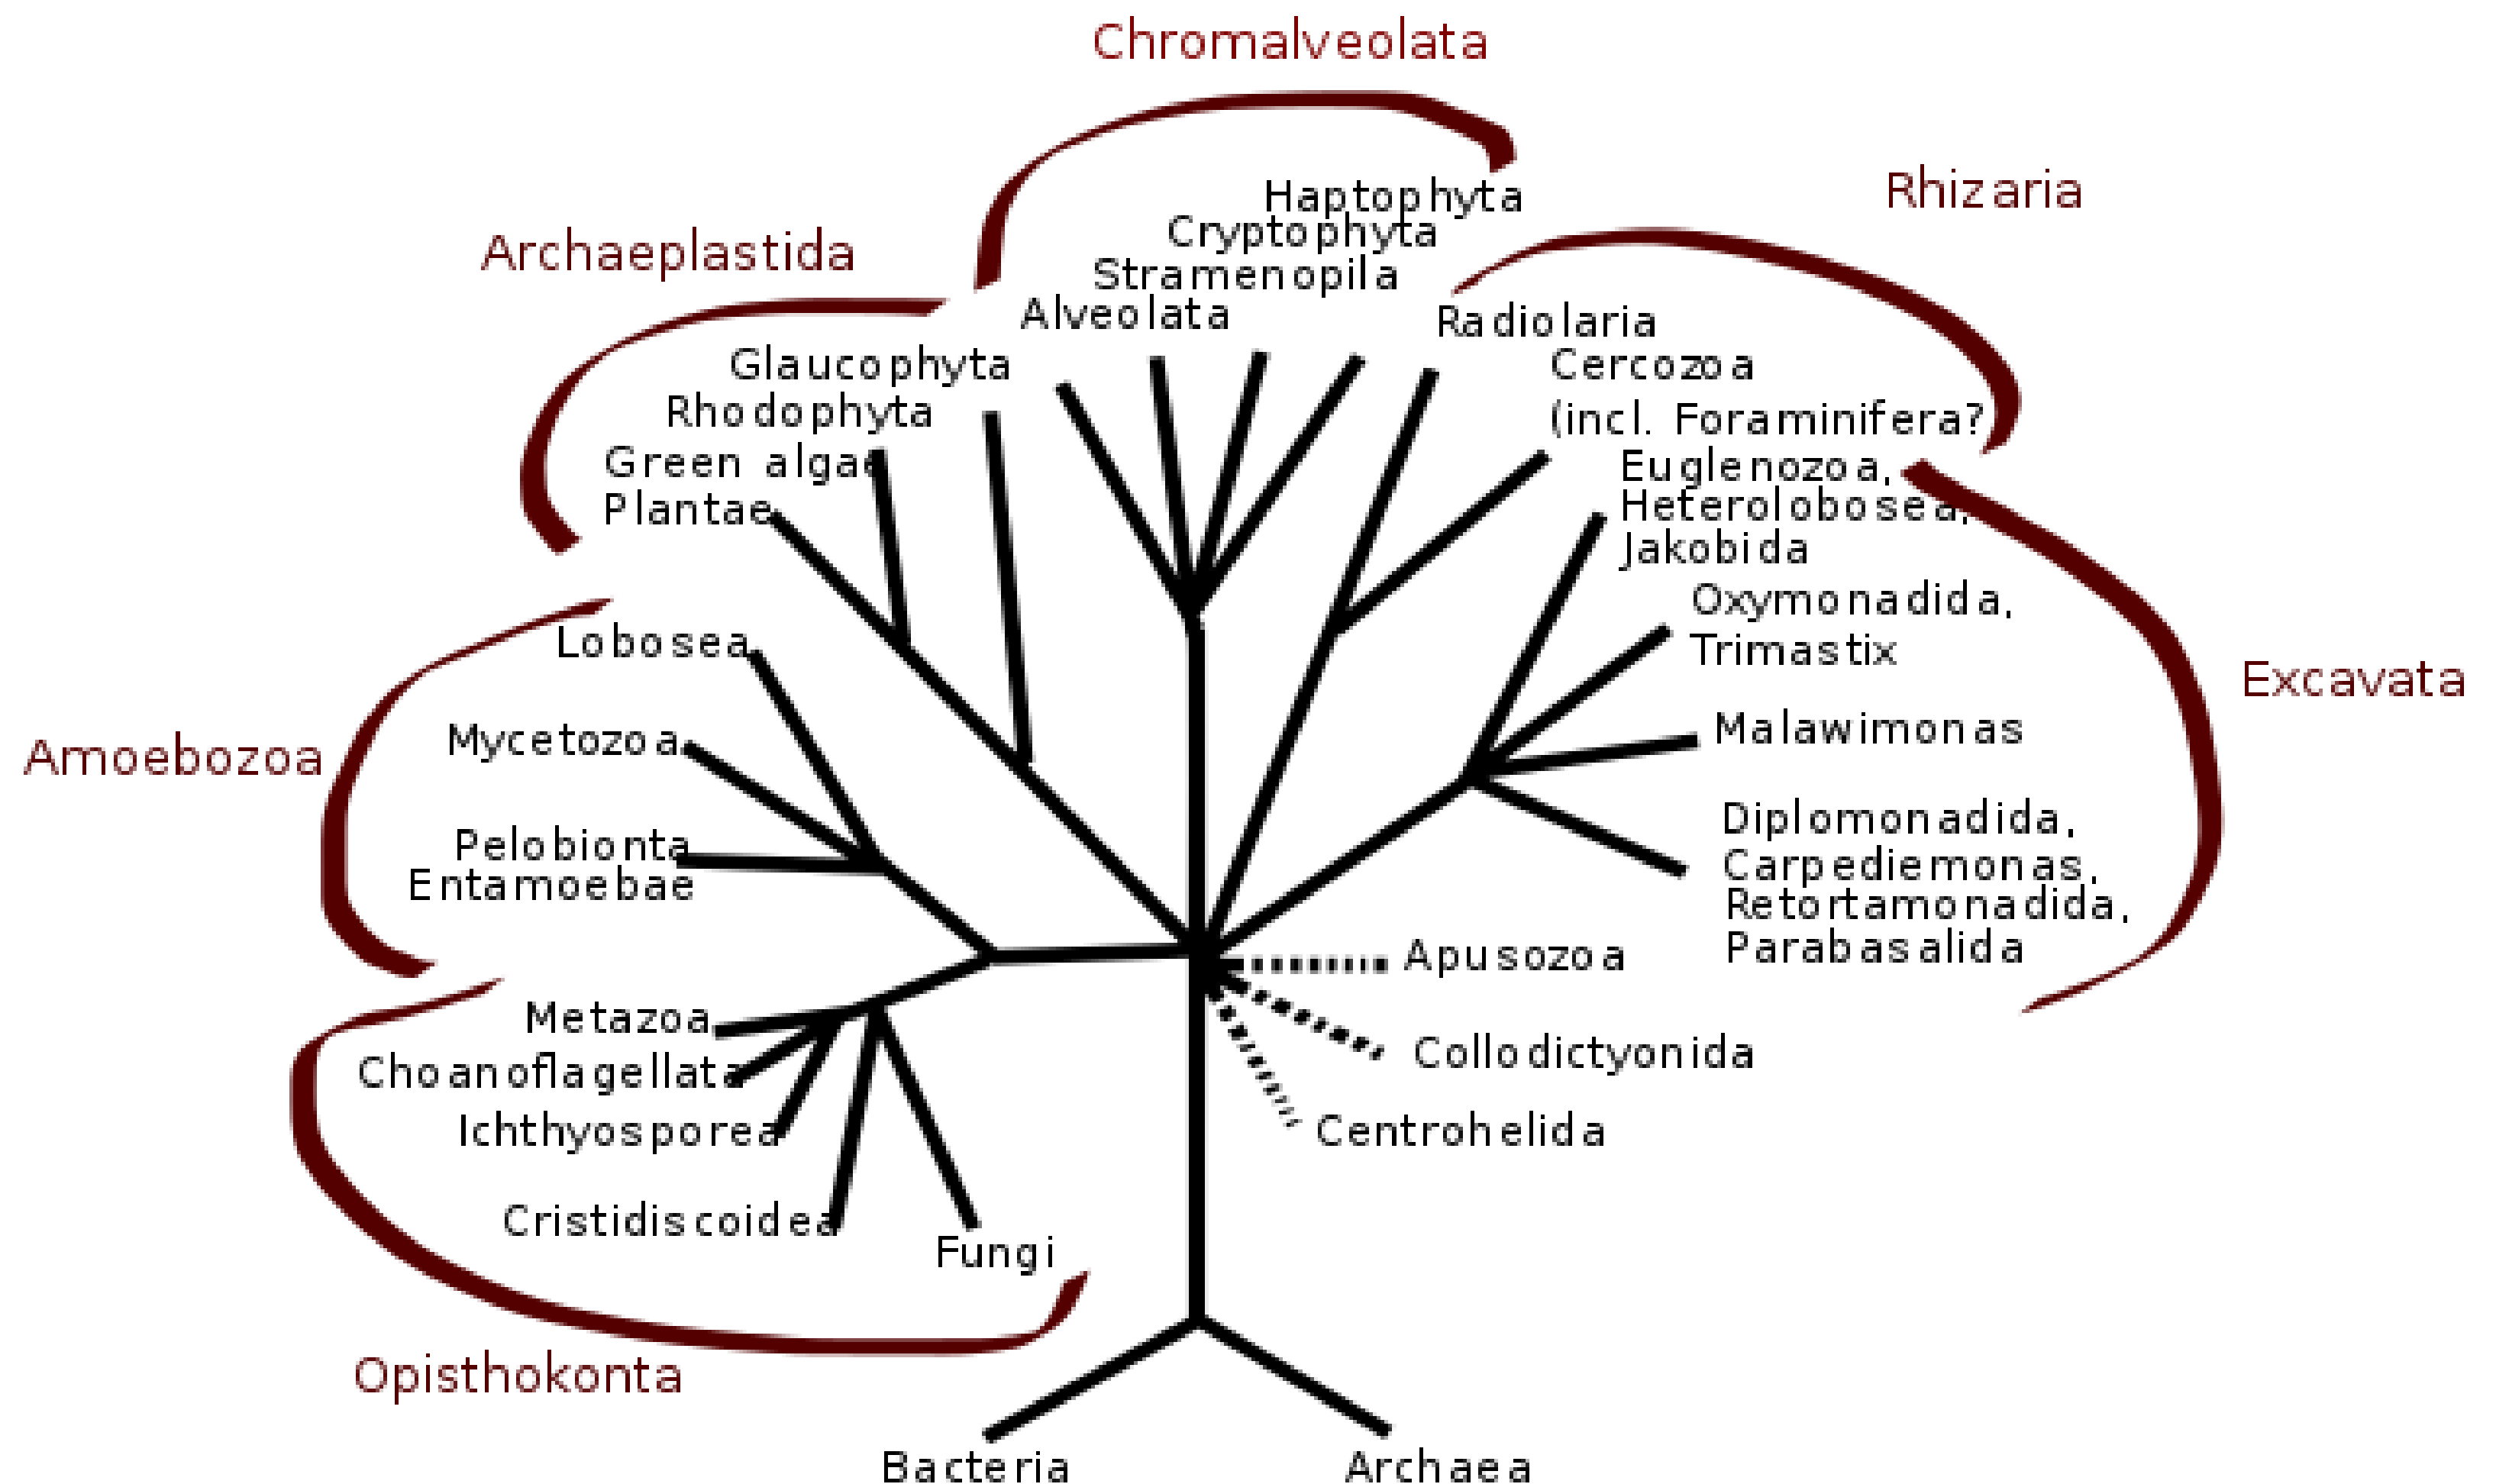 Chromalveolata
Haptophyta
Cryptophyta
Stramenopila
Alveolata
Rhizaria
Radiolaria
Cercozoa
(incl. Foraminifera?
Archaeplastida
Glaucophyta
Rhodophyta
Green algae
Plantae
Euglenozoa,
Heterolobosea,
Jakobida
Oxymonadida,
Trimastix
Malawimonas
Diplomonadida,
Carpediemonas,
Retortamonadida,
Parabasalida
Excavata
Amoebozoa
Lobosea
Mycetozoa
Pelobionta
Entamoebae
Apusozoa
Collodictyonida
Centrohelida
Metazoa
Choanoflagellata
Ichthyosporea
Cristidiscoidea
Fungi
Opisthokonta
Bacteria
Archaea